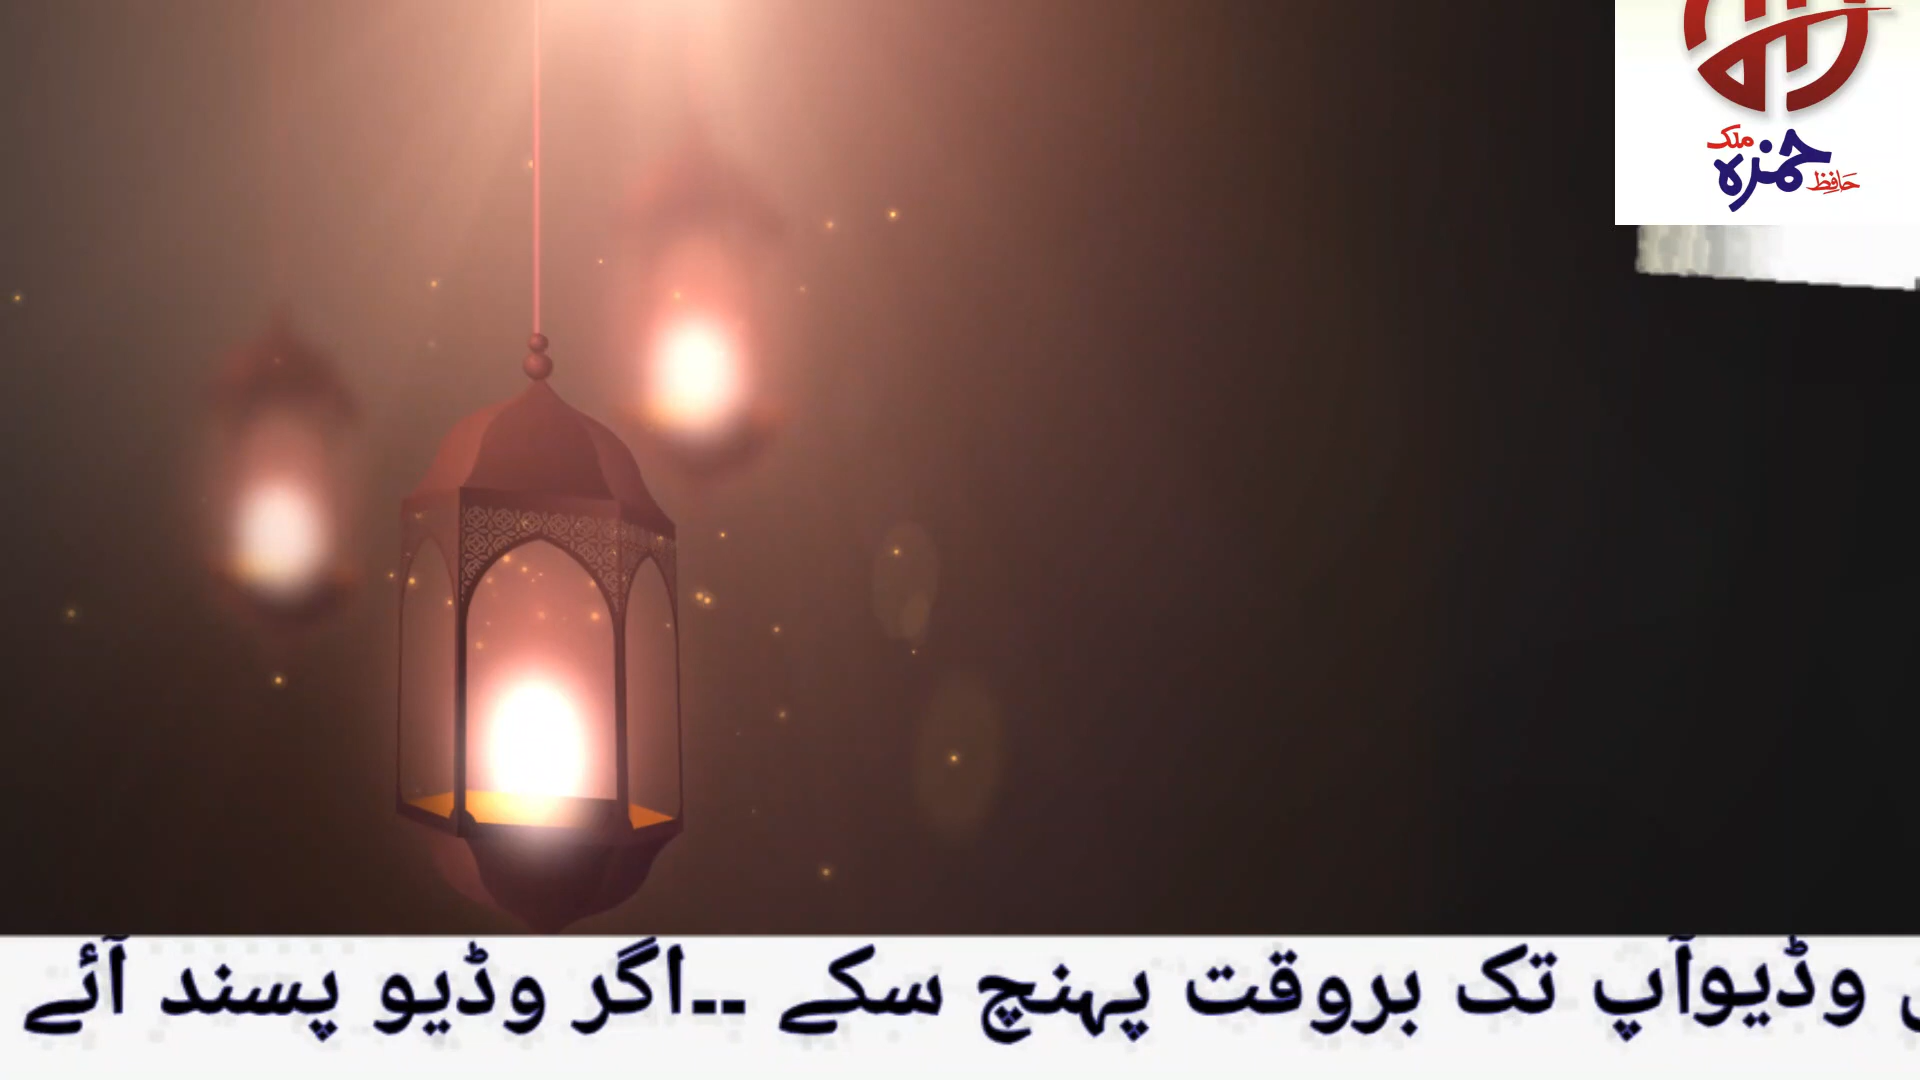 ملک
حمزہ
حافظ
وڈیوآپ تک بروقت پہنچ سکے --اگر وڈیو پسند آئے